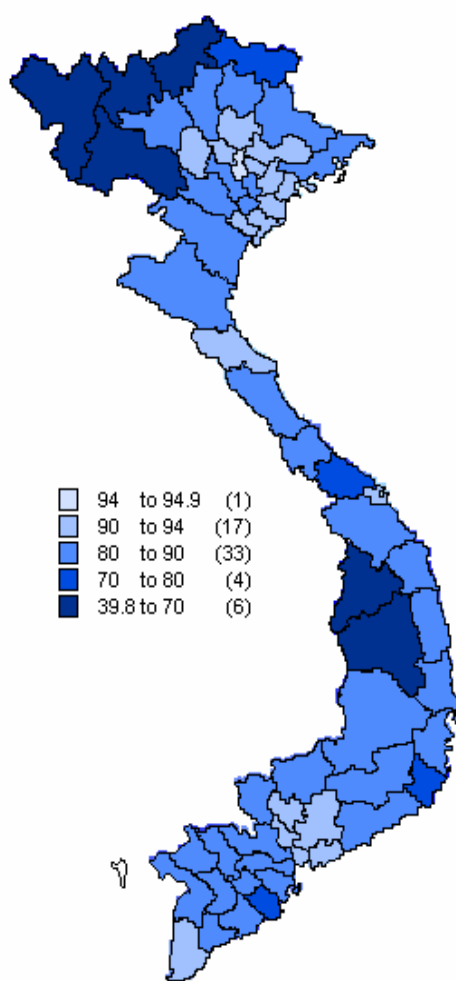 94 to 94.9 (1)
90 to 94 (17)
80 to 90 (33)
70 to 80 (4)
39.8 to 70 (6)